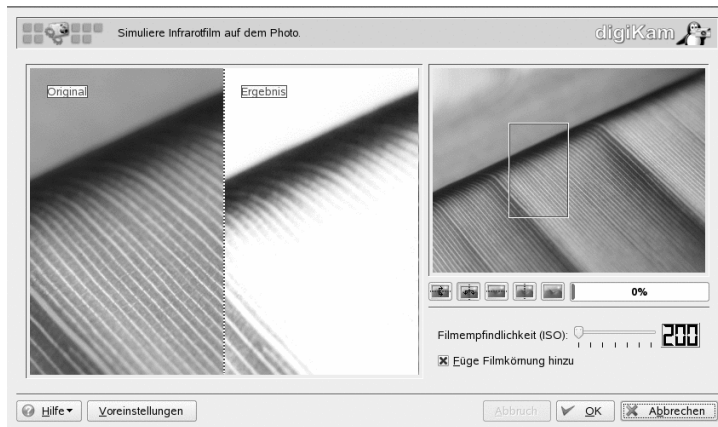 Simuliere Infrarotfilm auf dem Photo.
digiKam
Original
Ergebnis
0%
Filmempfindlichkeit (ISO):
200
Füge Filmkörnung hinzu
Hilfe
Voreinstellungen
Abbruch
OK
Abbrechen